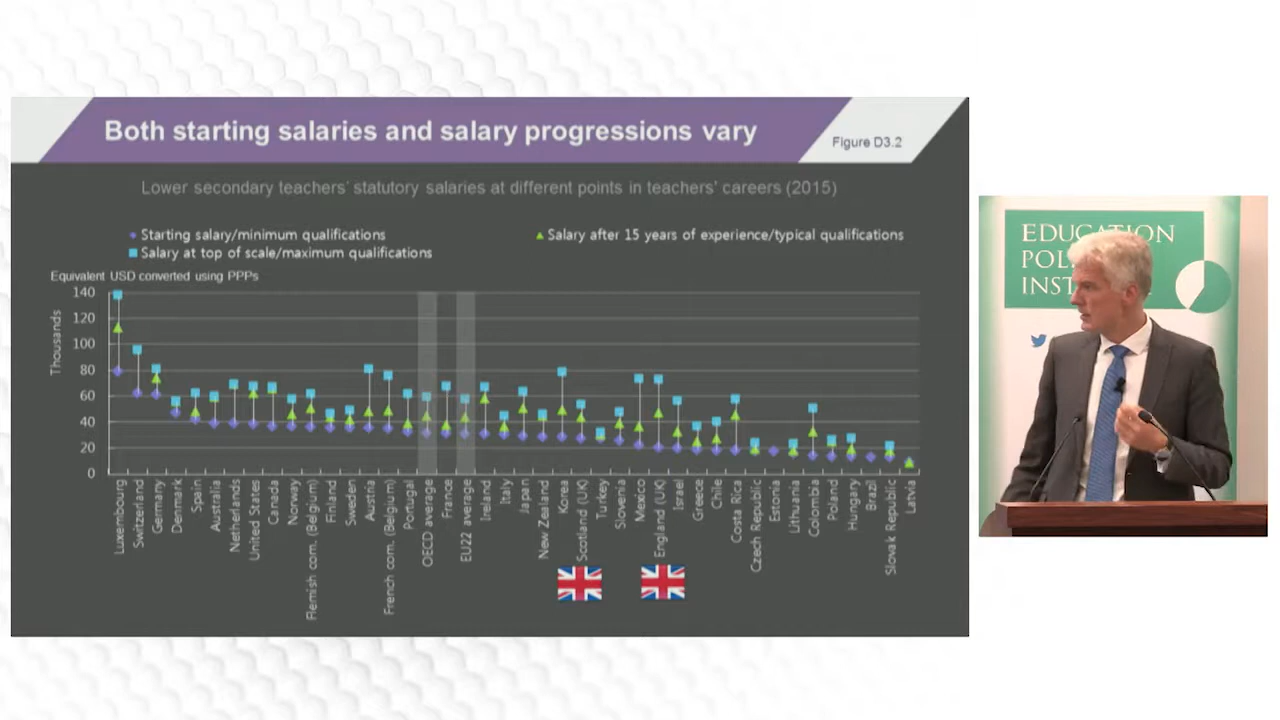 Both starting salaries and salary progressions vary
Figure D3.2
Lower secondary teachers' statutory salaries at different points in teachers' careers (2015)
Starting salary/minimum qualifications
Salary after 15 years of experience/typical qualifications
Salary at top of scale/maximum qualifications
Equivalent USD converted using PPPs
Thousands
140
120
100
80
60
40
20
0
Luxembourg
Switzerland
Germany
Denmark
Spain
Australia
Netherlands
United States
Canada
Norway
Flemish com. (Belgium)
Finland
Sweden
Austria
French com. (Belgium)
Portugal
OECD average
France
EU22 average
Ireland
Italy
Japan
New Zealand
Korea
Scotland (UK)
Turkey
Slovenia
Mexico
England (UK)
Israel
Greece
Chile
Costa Rica
Czech Republic
Estonia
Lithuania
Colombia
Poland
Hungary
Brazil
Slovak Republic
Latvia
EDUCATION